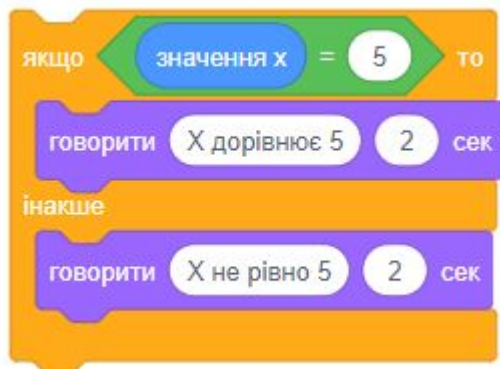 якщо значення x = 5 то
говорити X дорівнює 5 2 сек
інакше
говорити X не рівно 5 2 сек